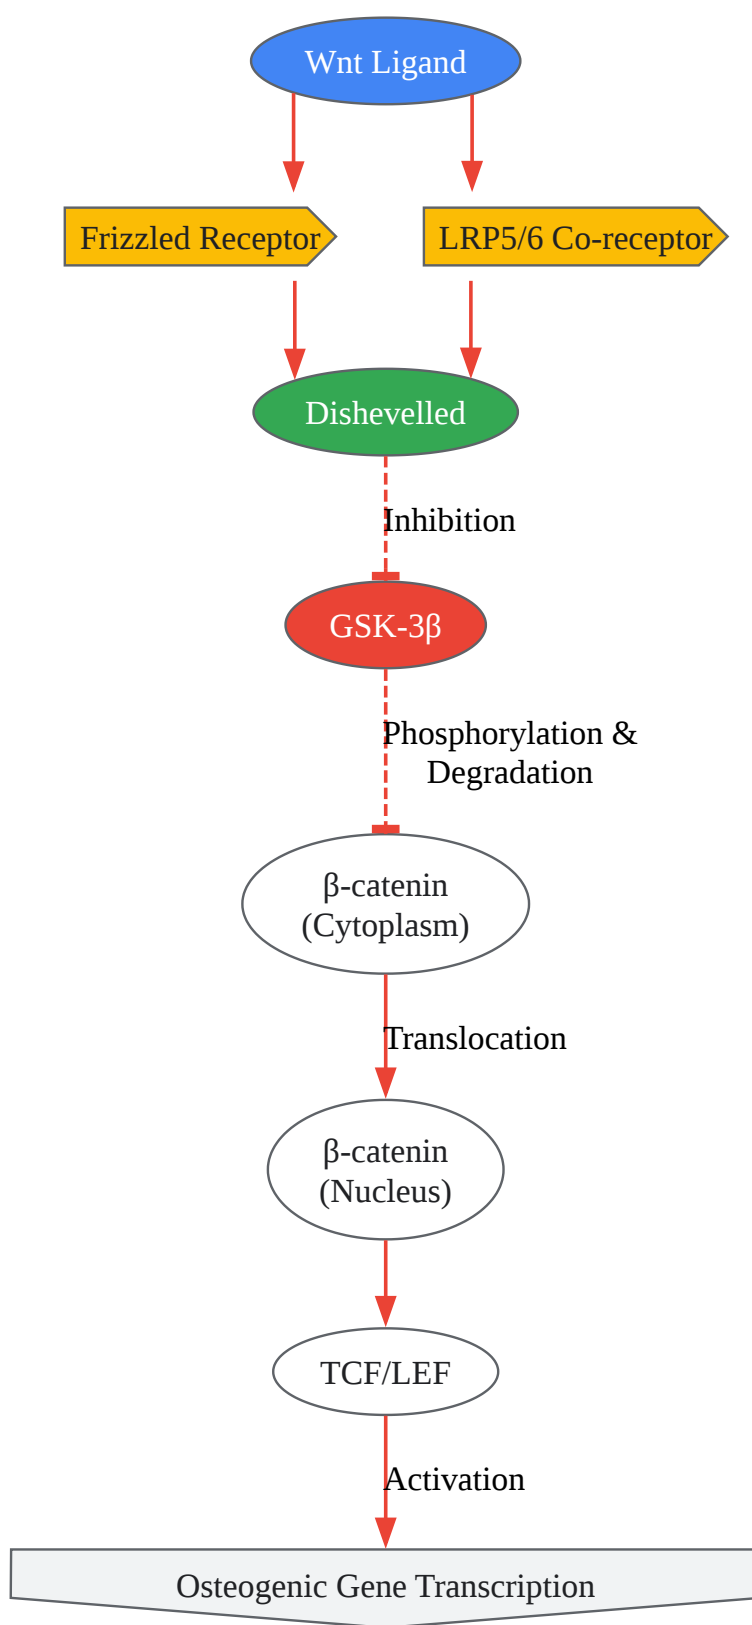 Wnt Ligand
Frizzled Receptor
LRP5/6 Co-receptor
Dishevelled
Inhibition
GSK-3β
Phosphorylation &
Degradation
β-catenin
(Cytoplasm)
Translocation
β-catenin
(Nucleus)
TCF/LEF
Activation
Osteogenic Gene Transcription